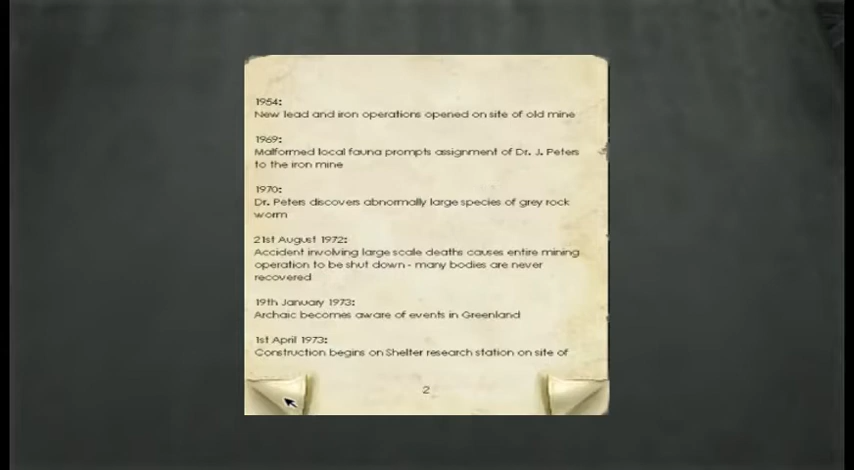 1954:
New lead and iron operations opened on site of old mine
1969:
Malformed local fauna prompts assignment of Dr. J. Peters
to the iron mine
1970:
Dr. Peters discovers abnormally large species of grey rock
worm
21st August 1972:
Accident involving large scale deaths causes entire mining
operation to be shut down - many bodies are never
recovered
19th January 1973:
Archaic becomes aware of events in Greenland
1st April 1973:
Construction begins on Shelter research station on site of
2